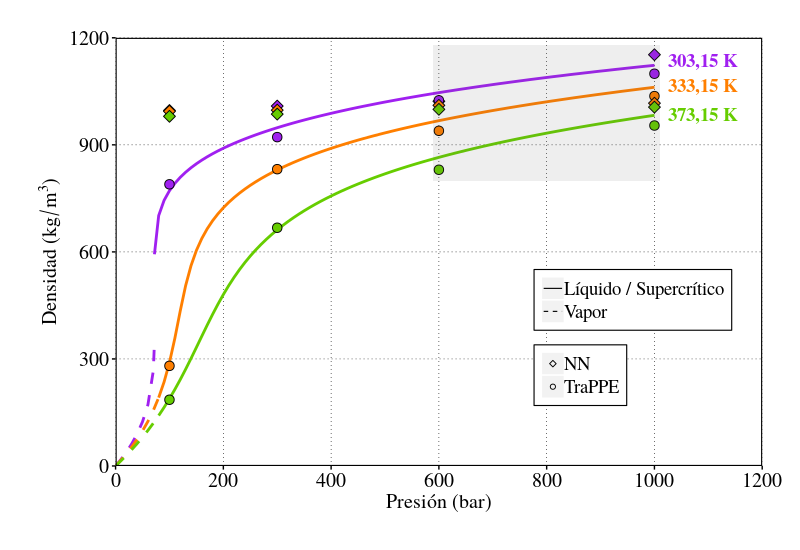 1200
900
600
300
0
Densidad (kg/m³)
303,15 K
333,15 K
373,15 K
Líquido / Supercrítico
Vapor
NN
TraPPE
0 200 400 600 800 1000 1200
Presión (bar)